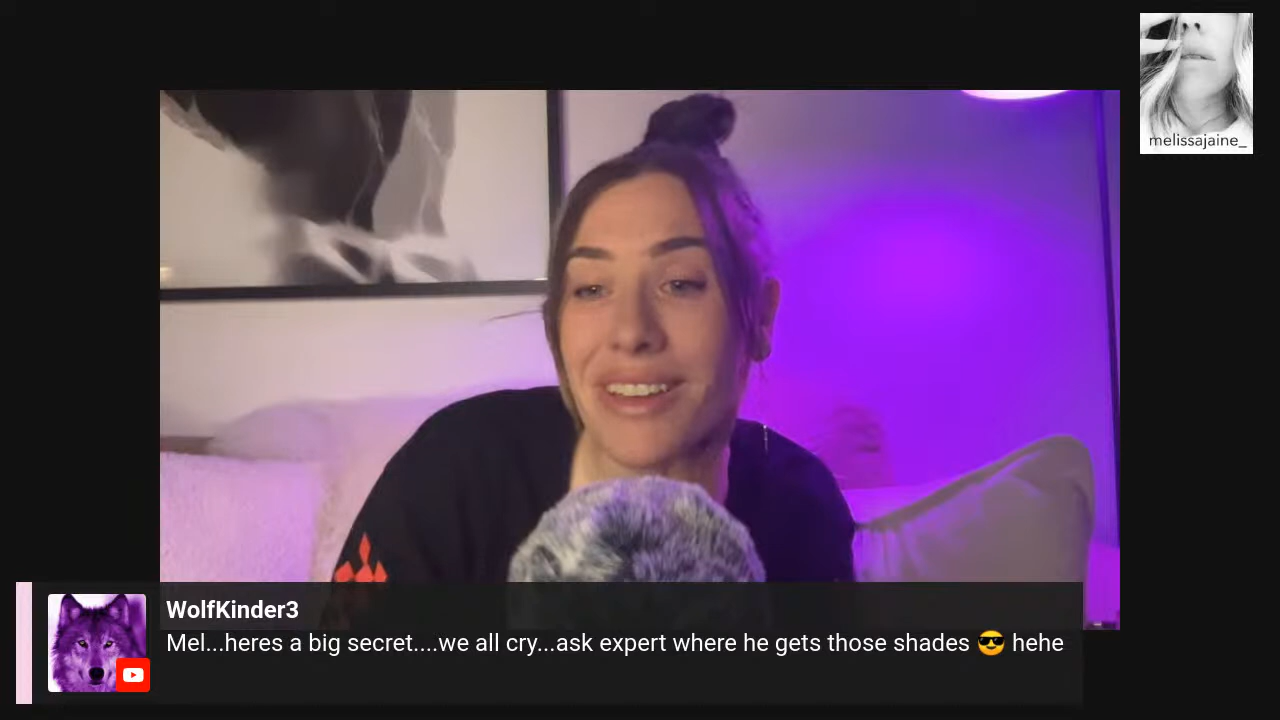 melissajaine_
WolfKinder3
Mel...heres a big secret....we all cry...ask expert where he gets those shades 😎 hehe